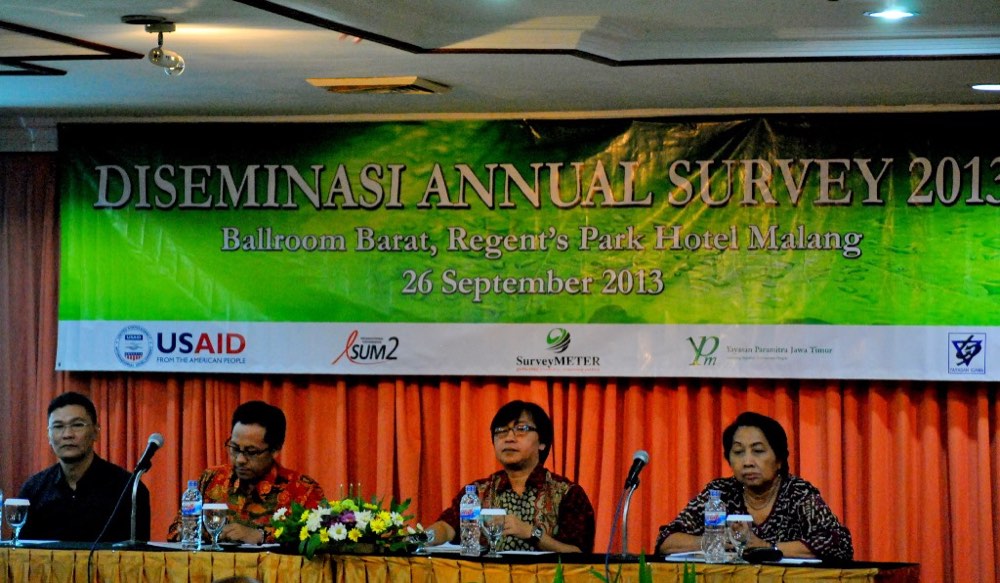 DISEMINASI ANNUAL SURVEY 2013
Ballroom Barat, Regent's Park Hotel Malang
26 September 2013
USAID
FROM THE AMERICAN PEOPLE
SUM2
SurveyMETER
ypm
Yayasan Paramitra Jawa Timur